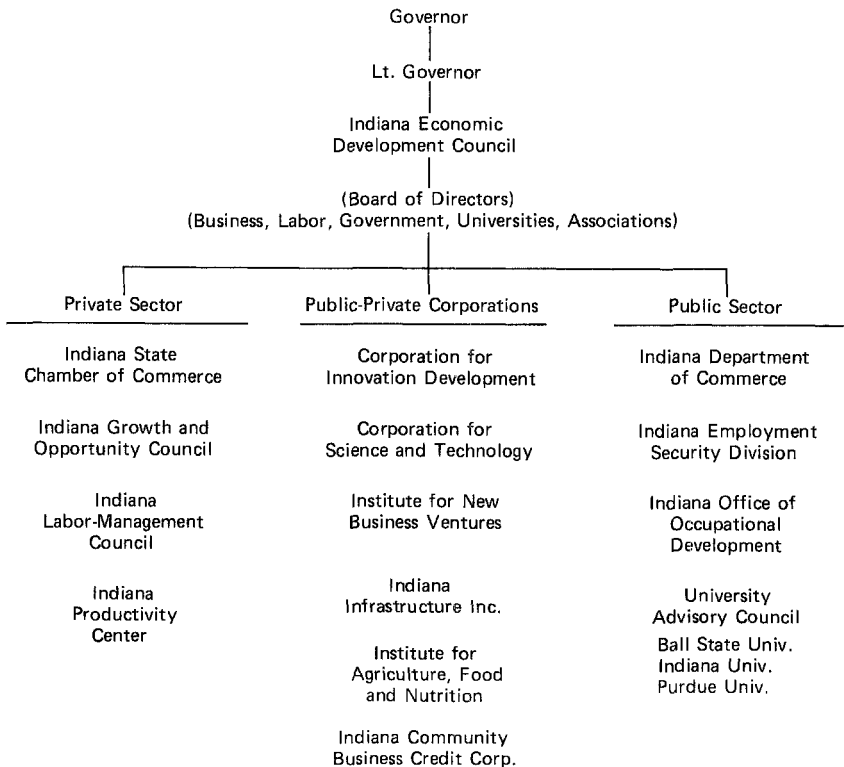 Governor
Lt. Governor
Indiana Economic
Development Council
(Board of Directors)
(Business, Labor, Government, Universities, Associations)
Private Sector
Indiana State
Chamber of Commerce
Indiana Growth and
Opportunity Council
Indiana
Labor-Management
Council
Indiana
Productivity
Center
Public-Private Corporations
Corporation for
Innovation Development
Corporation for
Science and Technology
Institute for New
Business Ventures
Indiana
Infrastructure Inc.
Institute for
Agriculture, Food
and Nutrition
Indiana Community
Business Credit Corp.
Public Sector
Indiana Department
of Commerce
Indiana Employment
Security Division
Indiana Office of
Occupational
Development
University
Advisory Council
Ball State Univ.
Indiana Univ.
Purdue Univ.